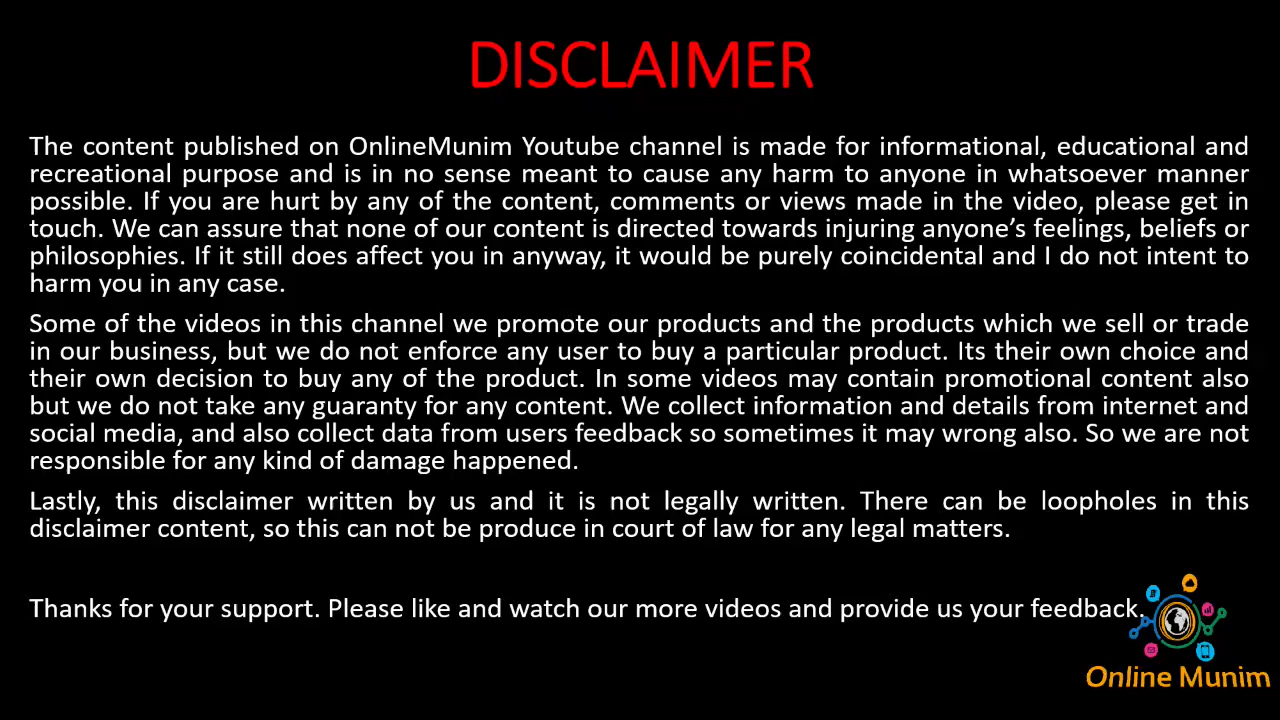 DISCLAIMER
The content published on OnlineMunim Youtube channel is made for informational, educational and
recreational purpose and is in no sense meant to cause any harm to anyone in whatsoever manner
possible. If you are hurt by any of the content, comments or views made in the video, please get in
touch. We can assure that none of our content is directed towards injuring anyone’s feelings, beliefs or
philosophies. If it still does affect you in anyway, it would be purely coincidental and I do not intent to
harm you in any case.
Some of the videos in this channel we promote our products and the products which we sell or trade
in our business, but we do not enforce any user to buy a particular product. Its their own choice and
their own decision to buy any of the product. In some videos may contain promotional content also
but we do not take any guaranty for any content. We collect information and details from internet and
social media, and also collect data from users feedback so sometimes it may wrong also. So we are not
responsible for any kind of damage happened.
Lastly, this disclaimer written by us and it is not legally written. There can be loopholes in this
disclaimer content, so this can not be produce in court of law for any legal matters.
Thanks for your support. Please like and watch our more videos and provide us your feedback.
Online Munim